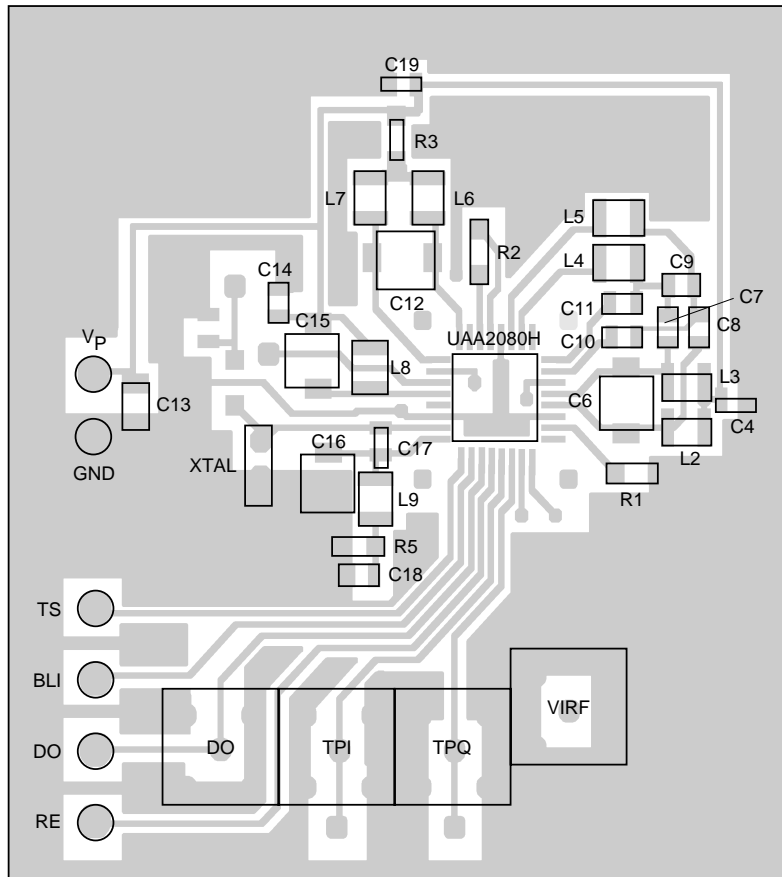 C19
R3
L7
L6
L5
R2
L4
C9
C14
C7
C12
C11
C15
UAA2080H
C8
VP
C10
L8
L3
C6
C13
C4
C16
C17
L2
GND
XTAL
R1
L9
R5
C18
TS
BLI
VIRF
DO
DO
TPI
TPQ
RE